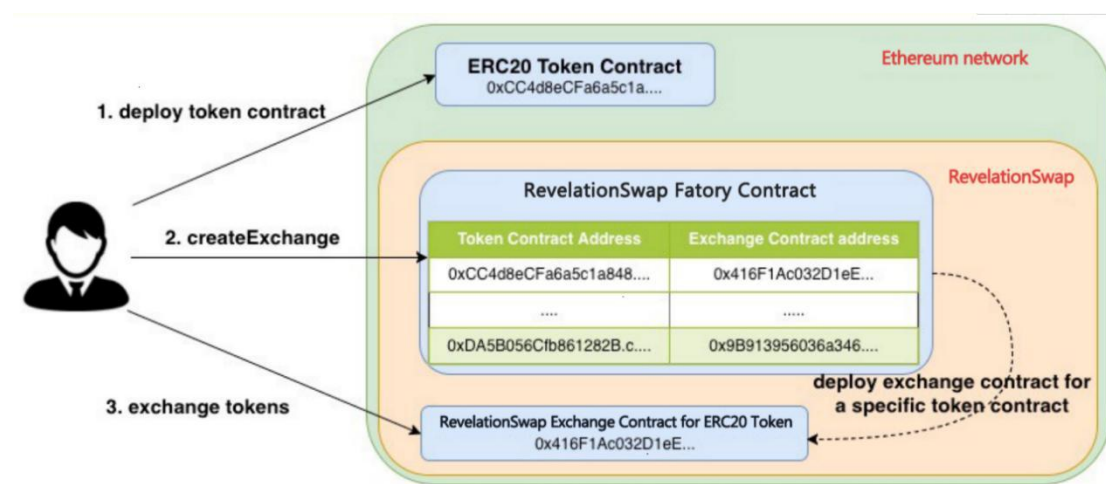 Ethereum network
ERC20 Token Contract
0xCC4d8eCFa6a5c1a....
1. deploy token contract
RevelationSwap
RevelationSwap Fatory Contract
2. createExchange
Token Contract Address Exchange Contract address
0xCC4d8eCFa6a5c1a848.... 0x416F1Ac032D1eE...
.... .....
0xDA5B056Cfb861282B.c.... 0x9B913956036a346....
deploy exchange contract for
a specific token contract
3. exchange tokens
RevelationSwap Exchange Contract for ERC20 Token
0x416F1Ac032D1eE...